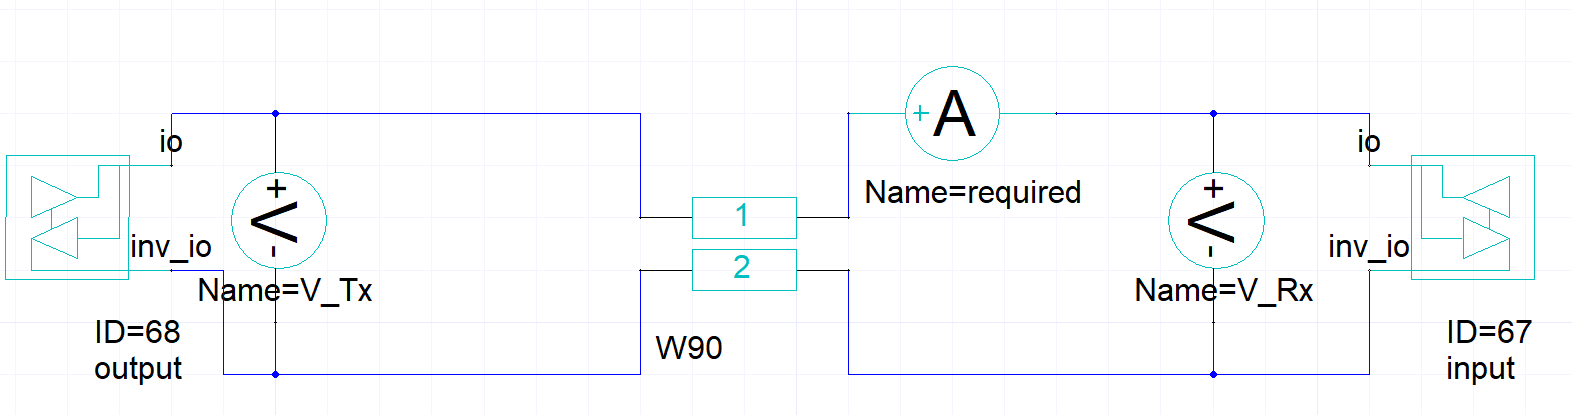 io
+
V
-
inv_io
Name=V_Tx
ID=68
output
1
2
W90
+
A
Name=required
io
+
V
-
inv_io
Name=V_Rx
ID=67
input